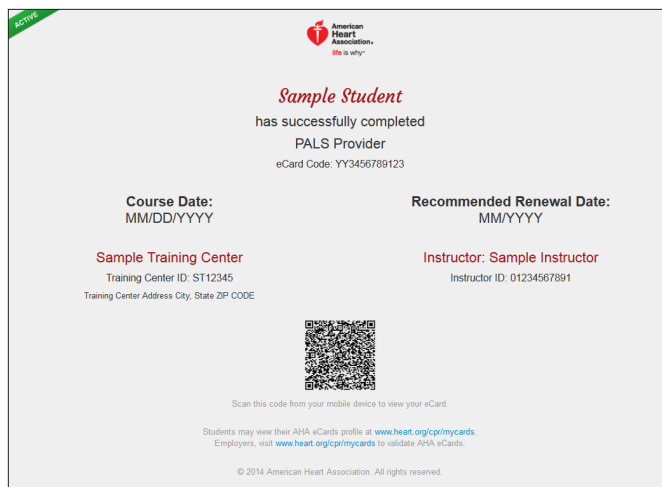 ACTIVE
American
Heart
Association®
life is why™
Sample Student
has successfully completed
PALS Provider
eCard Code: YY3456789123
Course Date:
MM/DD/YYYY
Recommended Renewal Date:
MM/YYYY
Sample Training Center
Training Center ID: ST12345
Training Center Address City, State ZIP CODE
Instructor: Sample Instructor
Instructor ID: 01234567891
Scan this code from your mobile device to view your eCard.
Students may view their AHA eCards profile at www.heart.org/cpr/mycards.
Employers, visit www.heart.org/cpr/mycards to validate AHA eCards.
© 2014 American Heart Association. All rights reserved.